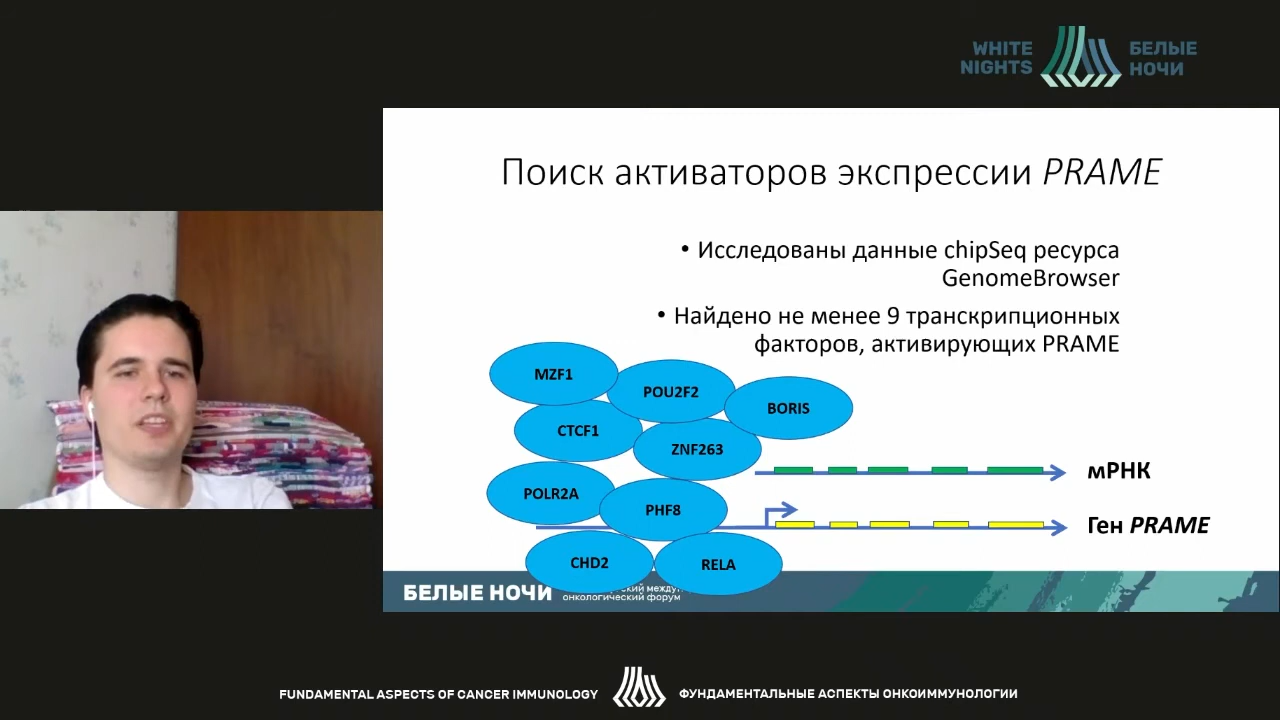 WHITE
NIGHTS
БЕЛЫЕ
НОЧИ
Поиск активаторов экспрессии PRAME
• Исследованы данные chipSeq ресурса
GenomeBrowser
• Найдено не менее 9 транскрипционных
факторов, активирующих PRAME
MZF1
POU2F2
BORIS
CTCF1
ZNF263
мРНК
POLR2A
PHF8
Ген PRAME
CHD2
RELA
БЕЛЫЕ НОЧИ
онкологический форум
FUNDAMENTAL ASPECTS OF CANCER IMMUNOLOGY
ФУНДАМЕНТАЛЬНЫЕ АСПЕКТЫ ОНКОИММУНОЛОГИИ